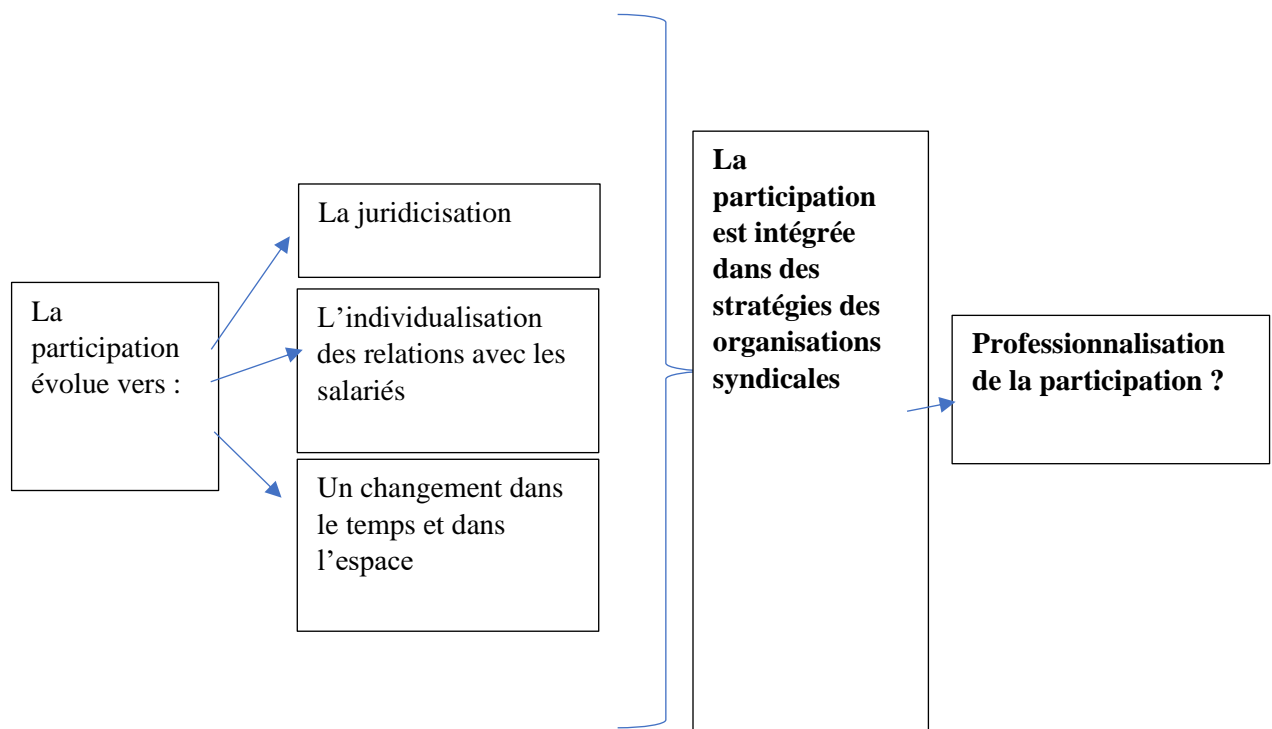 La
participation
évolue vers :
La juridicisation
L’individualisation
des relations avec les
salariés
Un changement dans
le temps et dans
l’espace
La
participation
est intégrée
dans des
stratégies des
organisations
syndicales
Professionnalisation
de la participation ?